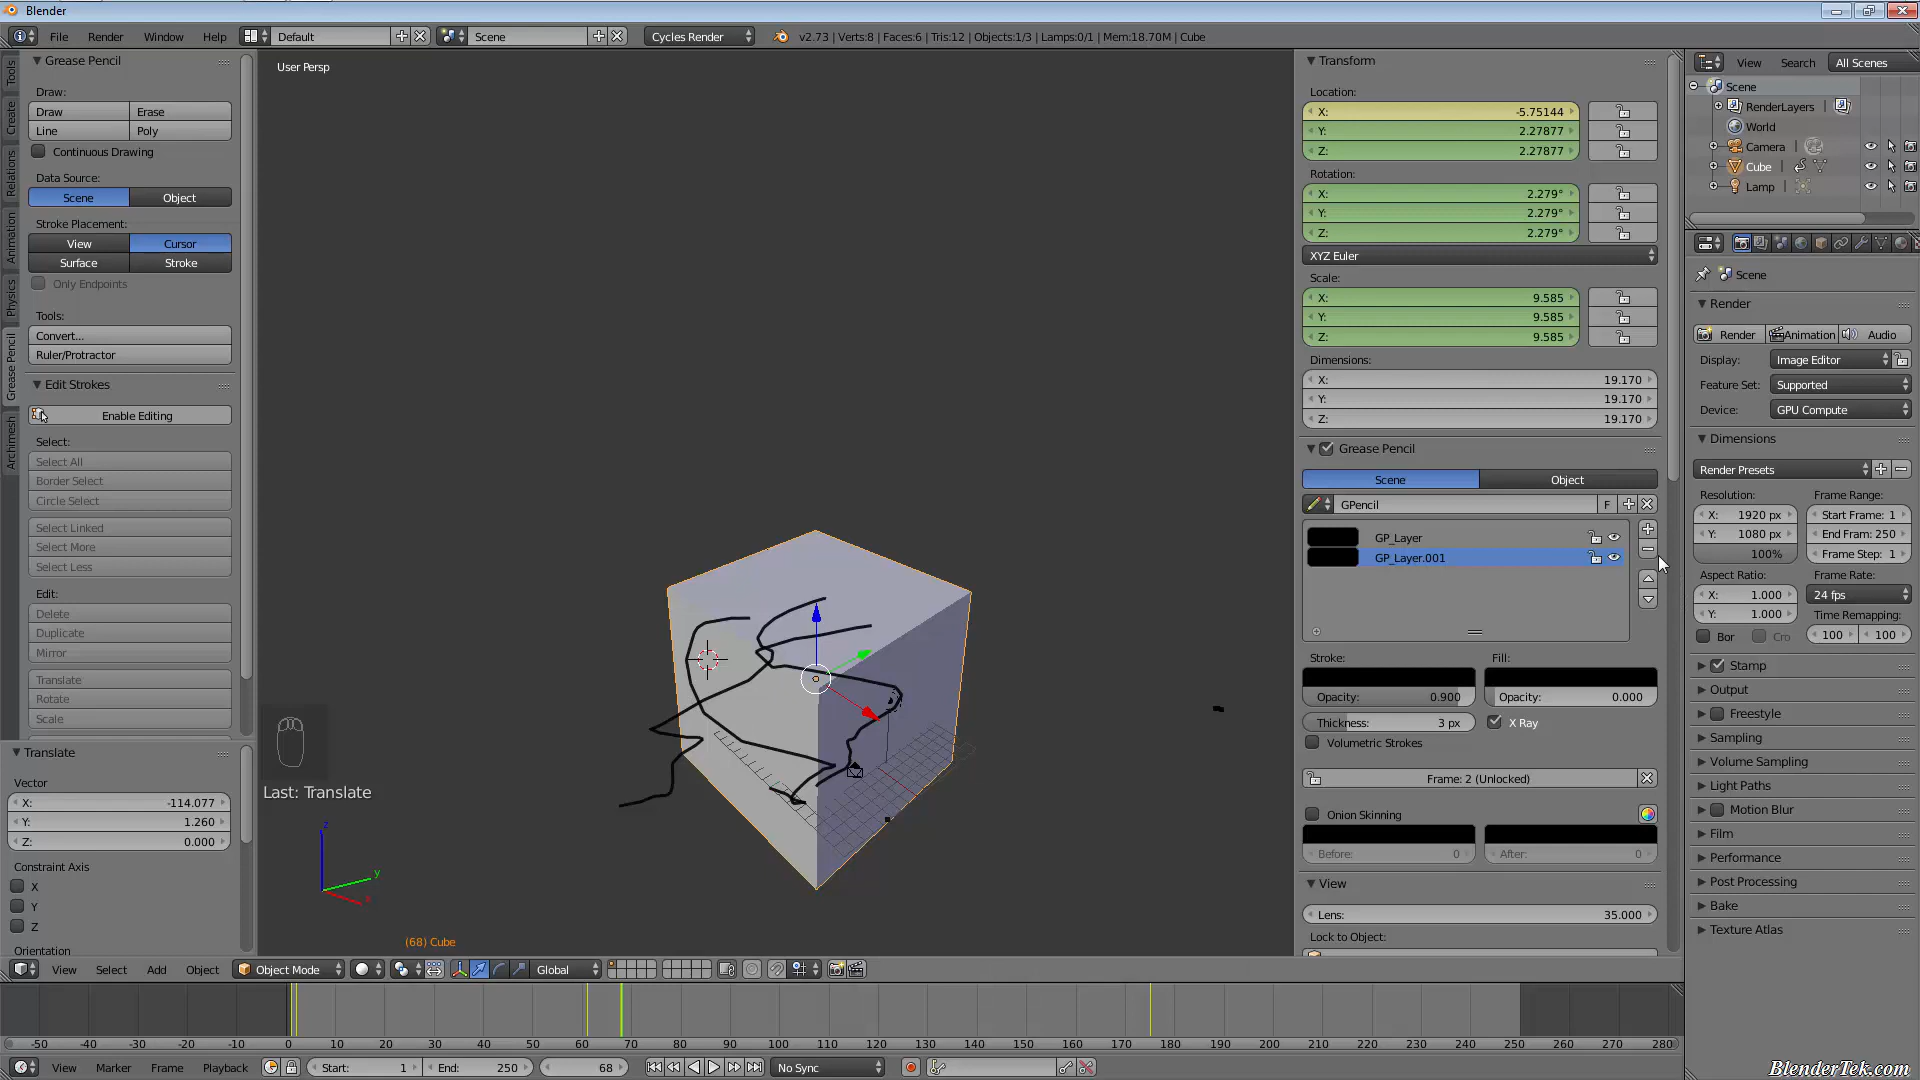 Blender
File Render Window Help Default Scene Cycles Render v2.73 | Verts:8 | Faces:6 | Tris:12 | Objects:1/3 | Lamps:0/1 | Mem:18.70M | Cube
Tools
Create
Relations
Animation
Physics
Grease Pencil
Archimesh
Grease Pencil
Draw:
Draw Erase
Line Poly
Continuous Drawing
Data Source:
Scene Object
Stroke Placement:
View Cursor
Surface Stroke
Only Endpoints
Tools:
Convert...
Ruler/Protractor
Edit Strokes
Enable Editing
Select:
Select All
Border Select
Circle Select
Select Linked
Select More
Select Less
Edit:
Delete
Duplicate
Mirror
Translate
Rotate
Scale
Translate
Vector
X: -114.077
Y: 1.260
Z: 0.000
Constraint Axis
X
Y
Z
Orientation
User Persp
Last: Translate
z
y
x
(68) Cube
Transform
Location:
X: -5.75144
Y: 2.27877
Z: 2.27877
Rotation:
X: 2.279°
Y: 2.279°
Z: 2.279°
XYZ Euler
Scale:
X: 9.585
Y: 9.585
Z: 9.585
Dimensions:
X: 19.170
Y: 19.170
Z: 19.170
Grease Pencil
Scene Object
GPencil F
GP_Layer
GP_Layer.001
Stroke: Fill:
Opacity: 0.900 Opacity: 0.000
Thickness: 3 px X Ray
Volumetric Strokes
Frame: 2 (Unlocked)
Onion Skinning
Before: 0 After: 0
View
Lens: 35.000
Lock to Object:
View Search All Scenes
Scene
RenderLayers
World
Camera
Cube
Lamp
Scene
Render
Render Animation Audio
Display: Image Editor
Feature Set: Supported
Device: GPU Compute
Dimensions
Render Presets
Resolution: Frame Range:
X: 1920 px Start Frame: 1
Y: 1080 px End Fram: 250
100% Frame Step: 1
Aspect Ratio: Frame Rate:
X: 1.000 24 fps
Y: 1.000 Time Remapping:
Bor Cro 100 100
Stamp
Output
Freestyle
Sampling
Volume Sampling
Light Paths
Motion Blur
Film
Performance
Post Processing
Bake
Texture Atlas
View Select Add Object Object Mode Global
-50 -40 -30 -20 -10 0 10 20 30 40 50 60 70 80 90 100 110 120 130 140 150 160 170 180 190 200 210 220 230 240 250 260 270 280
View Marker Frame Playback Start: 1 End: 250 68 No Sync
BlenderTek.com